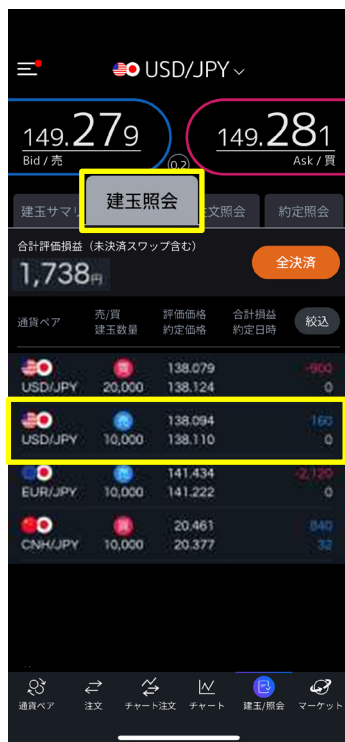 USD/JPY
149.279
149.281
Bid / 売
0.2
Ask / 買
建玉サマリ
建玉照会
文照会
約定照会
合計評価損益（未決済スワップ含む）
1,738円
全決済
通貨ペア
売/買
建玉数量
評価価格
約定価格
合計損益
約定日時
絞込
買 138.079 -900
USD/JPY 20,000 138.124 0
売 138.094 160
USD/JPY 10,000 138.110 0
売 141.434 -2,120
EUR/JPY 10,000 141.222 0
買 20.461 840
CNH/JPY 10,000 20.377 32
通貨ペア 注文 チャート注文 チャート 建玉/照会 マーケット